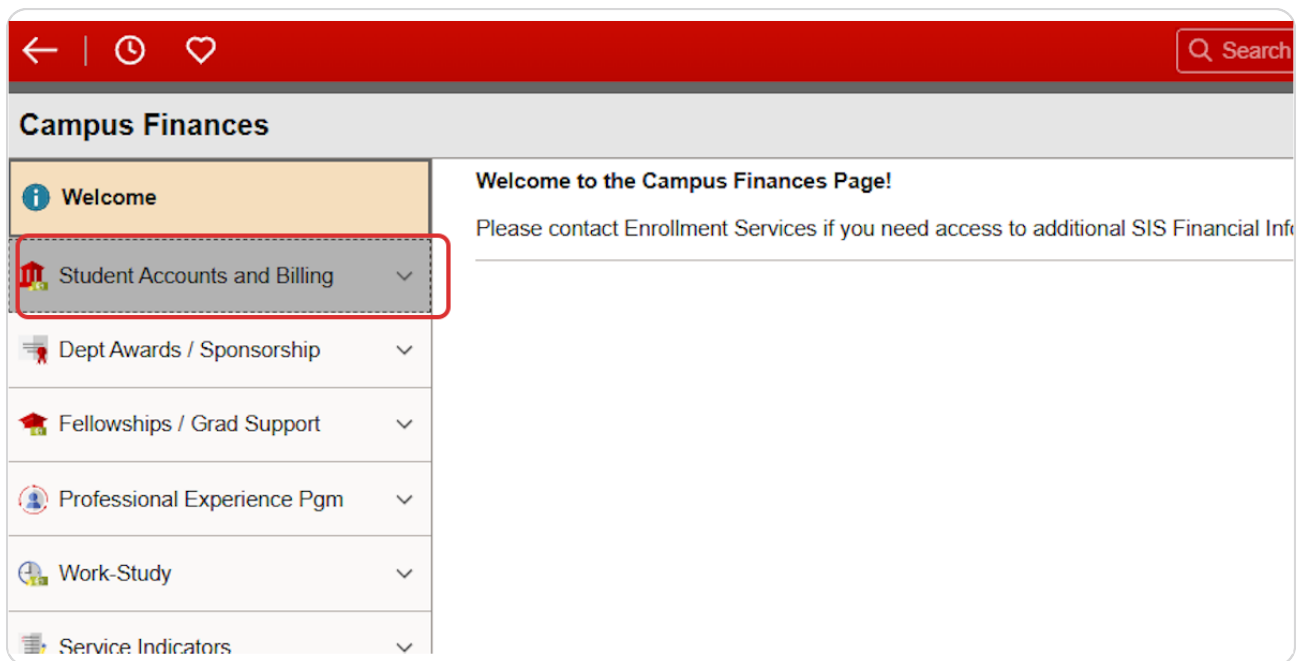 Search
Campus Finances
Welcome
Welcome to the Campus Finances Page!
Please contact Enrollment Services if you need access to additional SIS Financial
Student Accounts and Billing
Dept Awards / Sponsorship
Fellowships / Grad Support
Professional Experience Pgm
Work-Study
Service Indicators